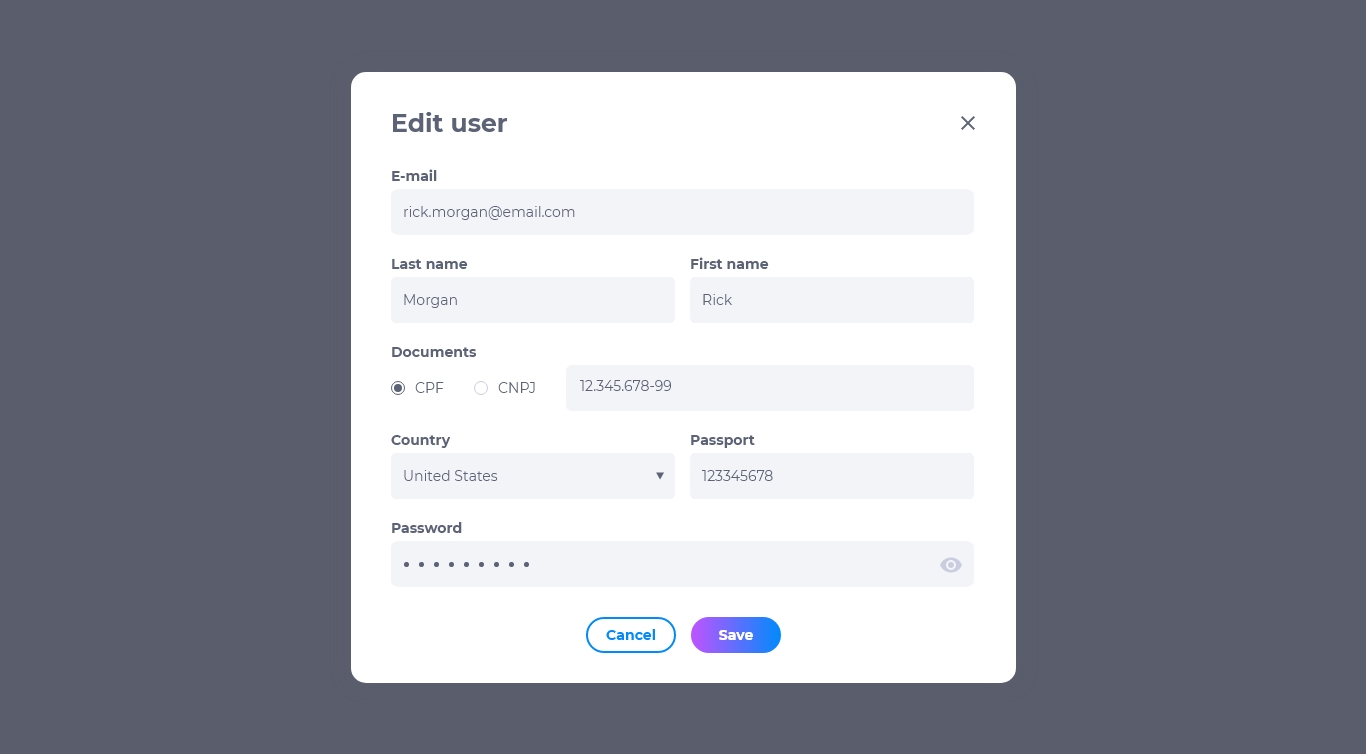 Edit user
E-mail
rick.morgan@email.com
Last name First name
Morgan Rick
Documents
CPF CNPJ 12.345.678-99
Country Passport
United States 123345678
Password
Cancel Save